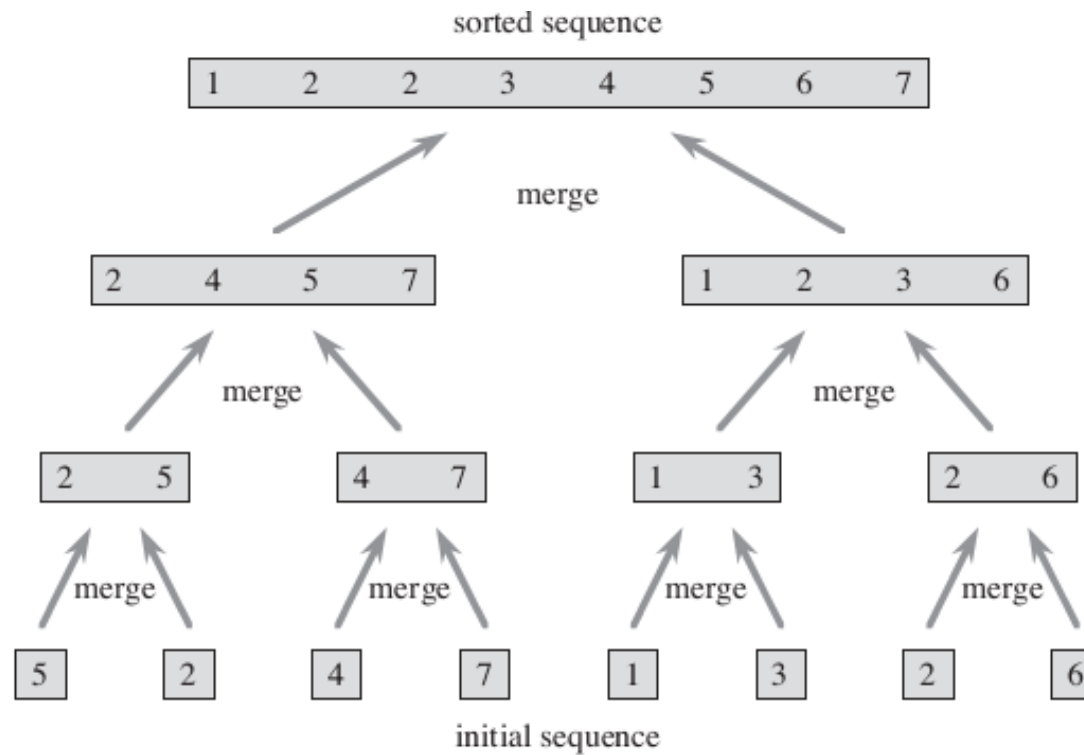 sorted sequence
1 2 2 3 4 5 6 7
merge
2 4 5 7
1 2 3 6
merge
merge
2 5
4 7
1 3
2 6
merge
merge
merge
merge
5
2
4
7
1
3
2
6
initial sequence